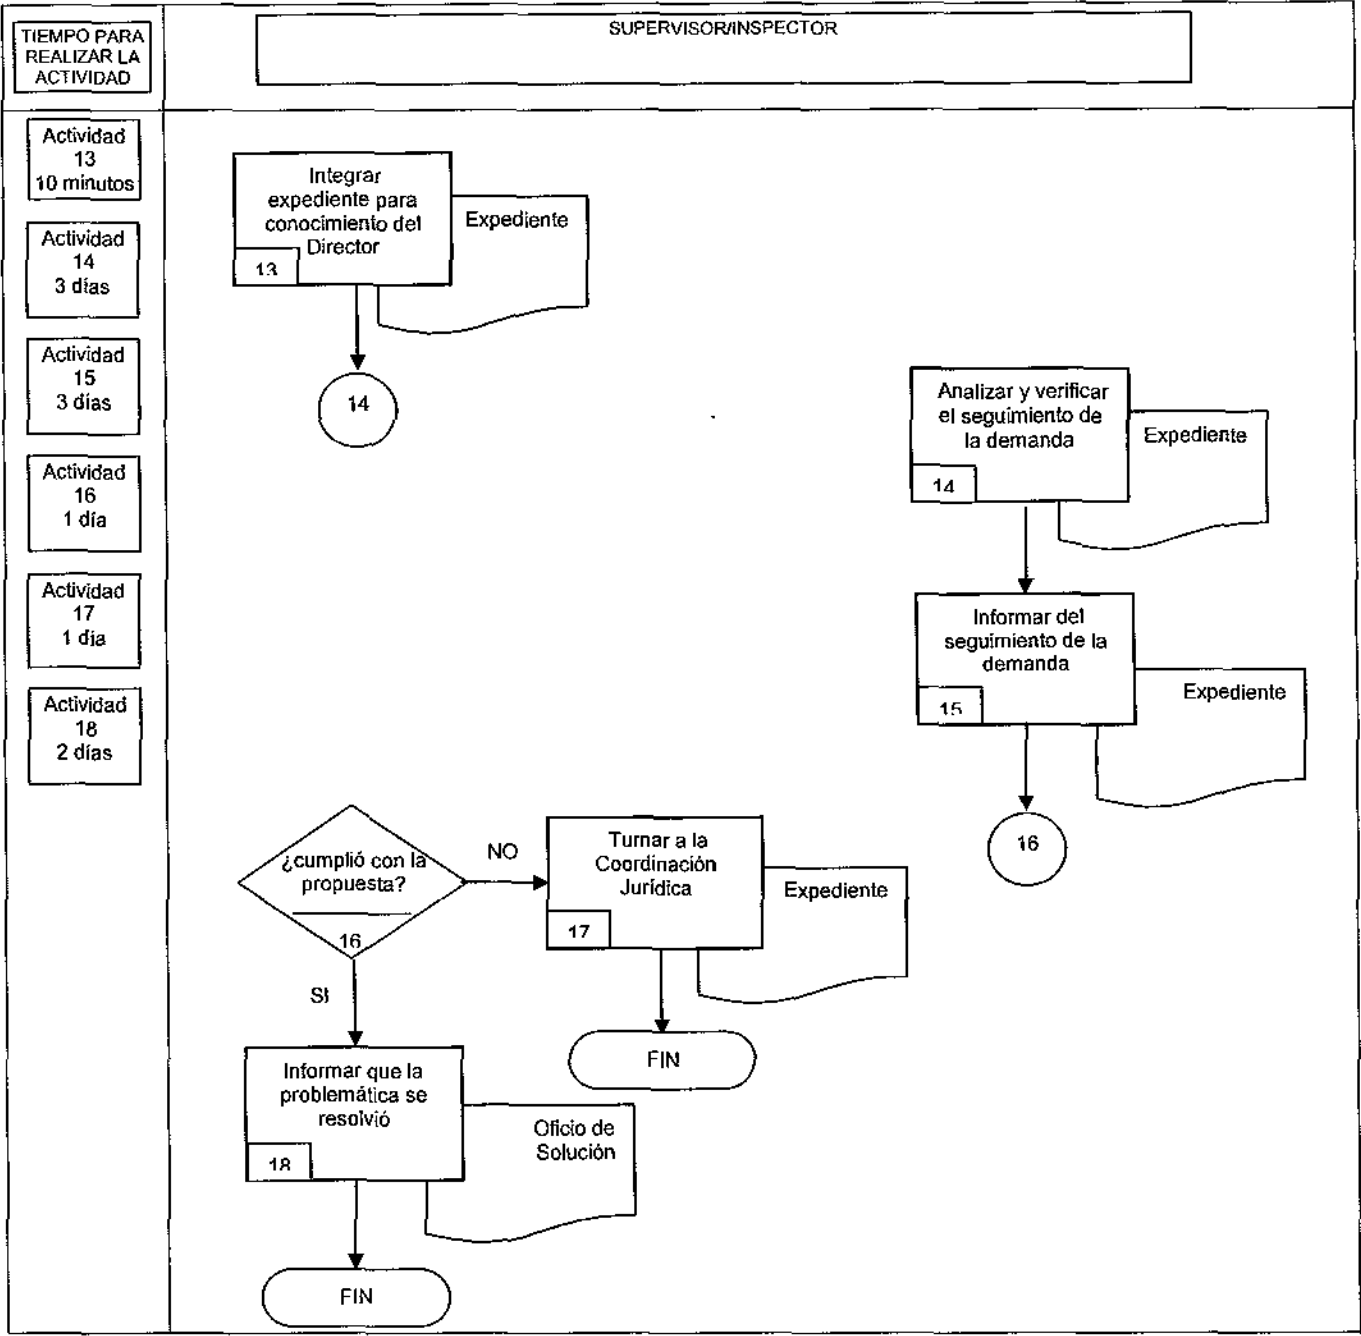 TIEMPO PARA
REALIZAR LA
ACTIVIDAD
SUPERVISOR/INSPECTOR
Actividad
13
10 minutos
Actividad
14
3 días
Actividad
15
3 días
Actividad
16
1 día
Actividad
17
1 día
Actividad
18
2 días
Integrar
expediente para
conocimiento del
Director
13
Expediente
14
Analizar y verificar
el seguimiento de
la demanda
14
Expediente
Informar del
seguimiento de la
demanda
15
Expediente
16
¿cumplió con la
propuesta?
16
NO
SI
Turnar a la
Coordinación
Jurídica
17
Expediente
FIN
Informar que la
problemática se
resolvió
18
Oficio de
Solución
FIN